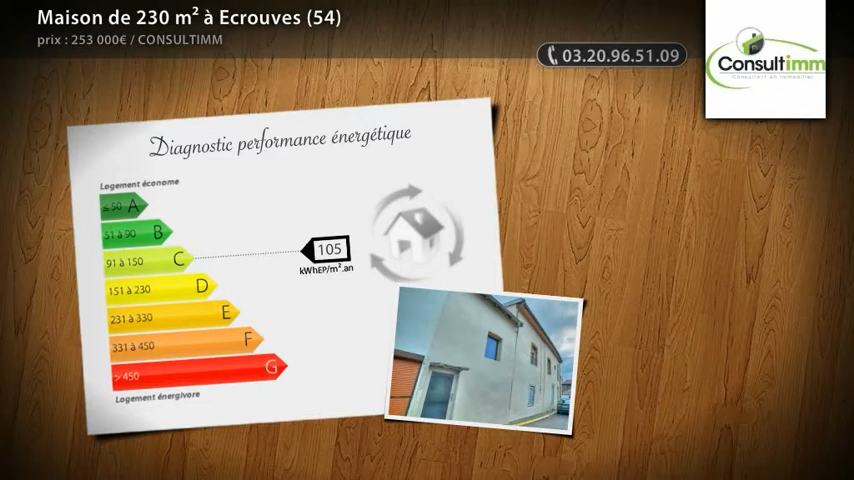 Maison de 230 m² à Ecrouves (54)
prix : 253 000€ / CONSULTIMM
03.20.96.51.09
Consultimm
Consultant en immobilier
Diagnostic performance énergétique
Logement économe
≤ 50 A
51 à 90 B
91 à 150 C
105
kWhEP/m².an
151 à 230 D
231 à 330 E
331 à 450 F
> 450 G
Logement énergivore